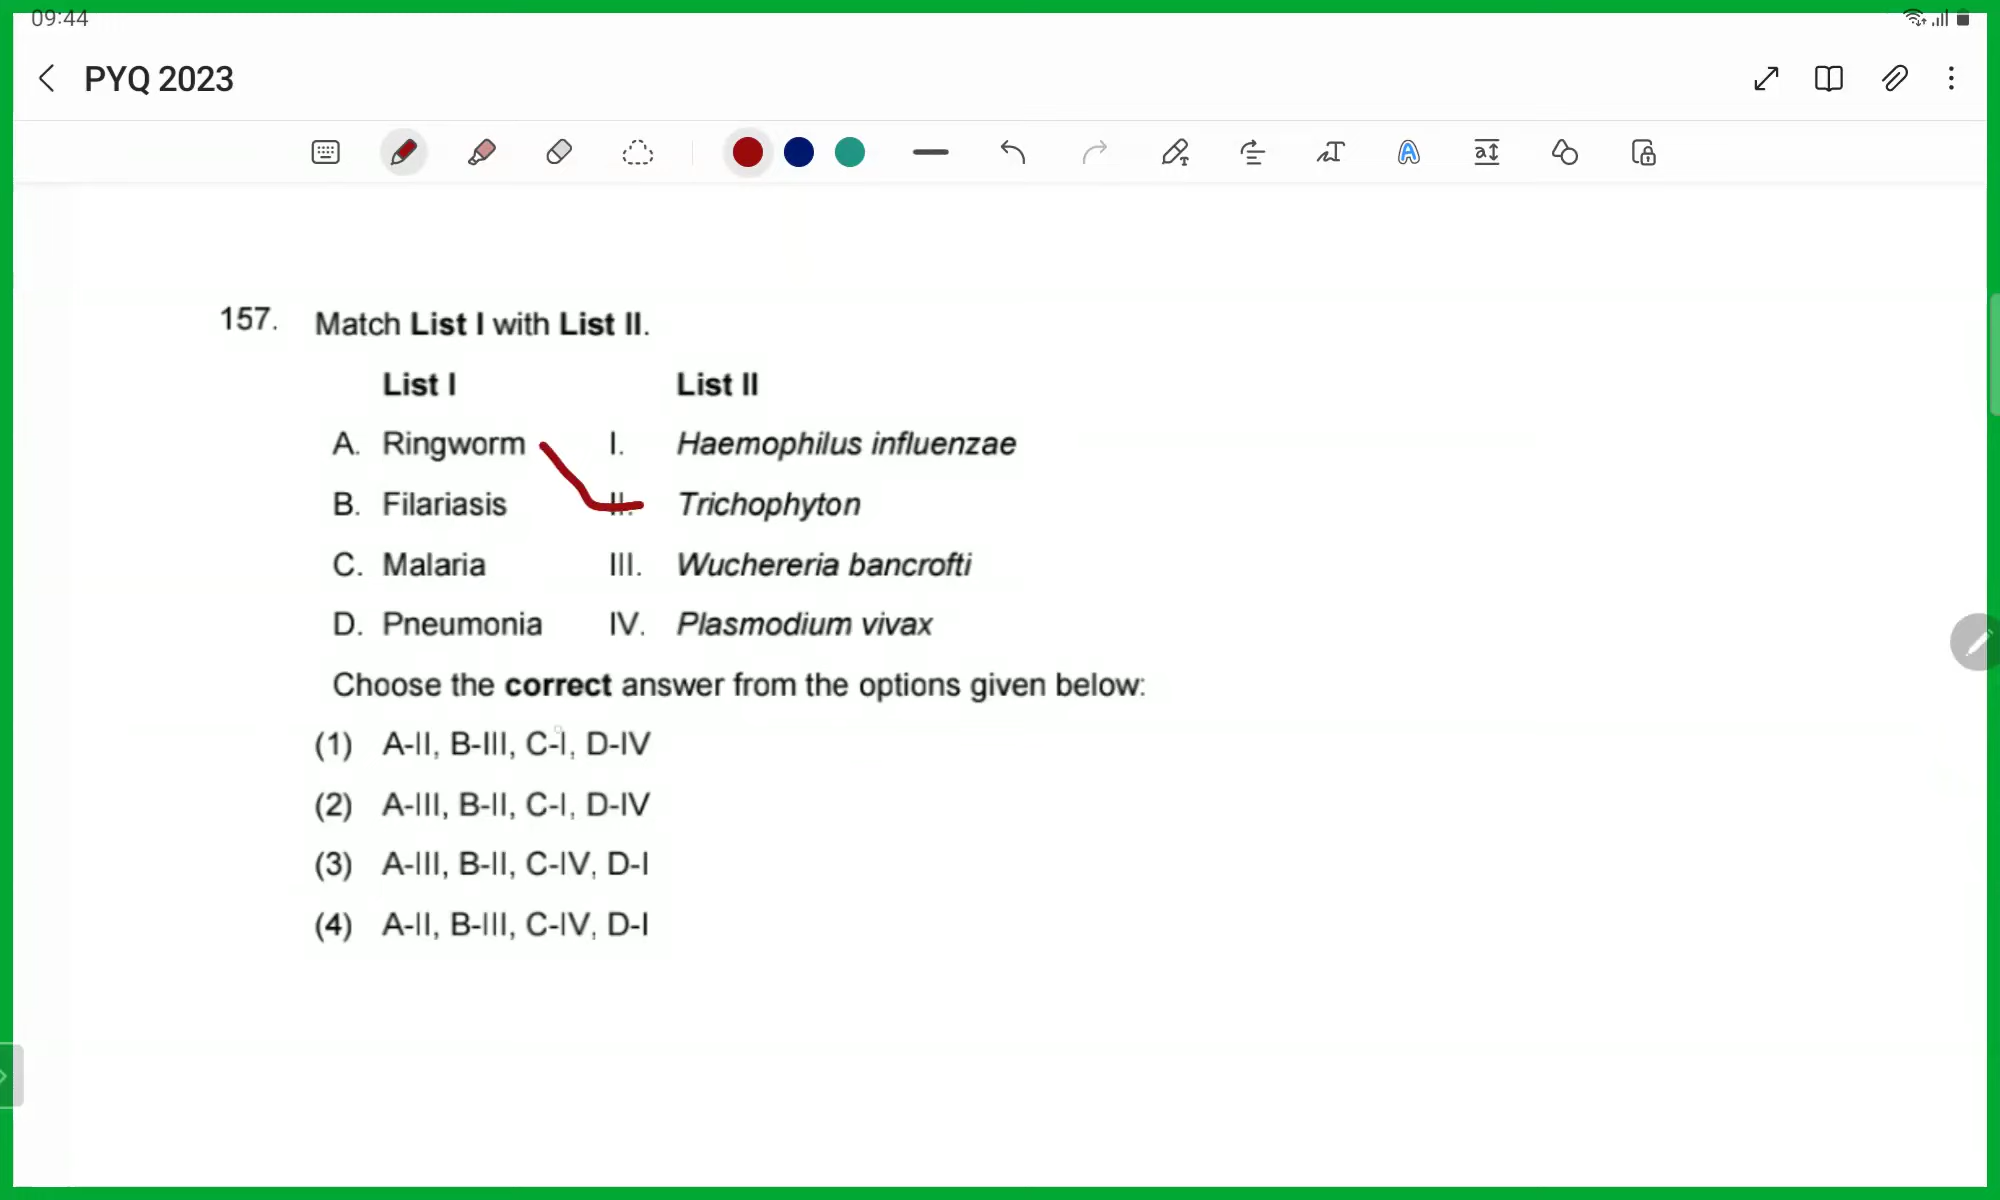 09:44
PYQ 2023
157. Match List I with List II.
List I List II
A. Ringworm I. Haemophilus influenzae
B. Filariasis II. Trichophyton
C. Malaria III. Wuchereria bancrofti
D. Pneumonia IV. Plasmodium vivax
Choose the correct answer from the options given below:
(1) A-II, B-III, C-I, D-IV
(2) A-III, B-II, C-I, D-IV
(3) A-III, B-II, C-IV, D-I
(4) A-II, B-III, C-IV, D-I